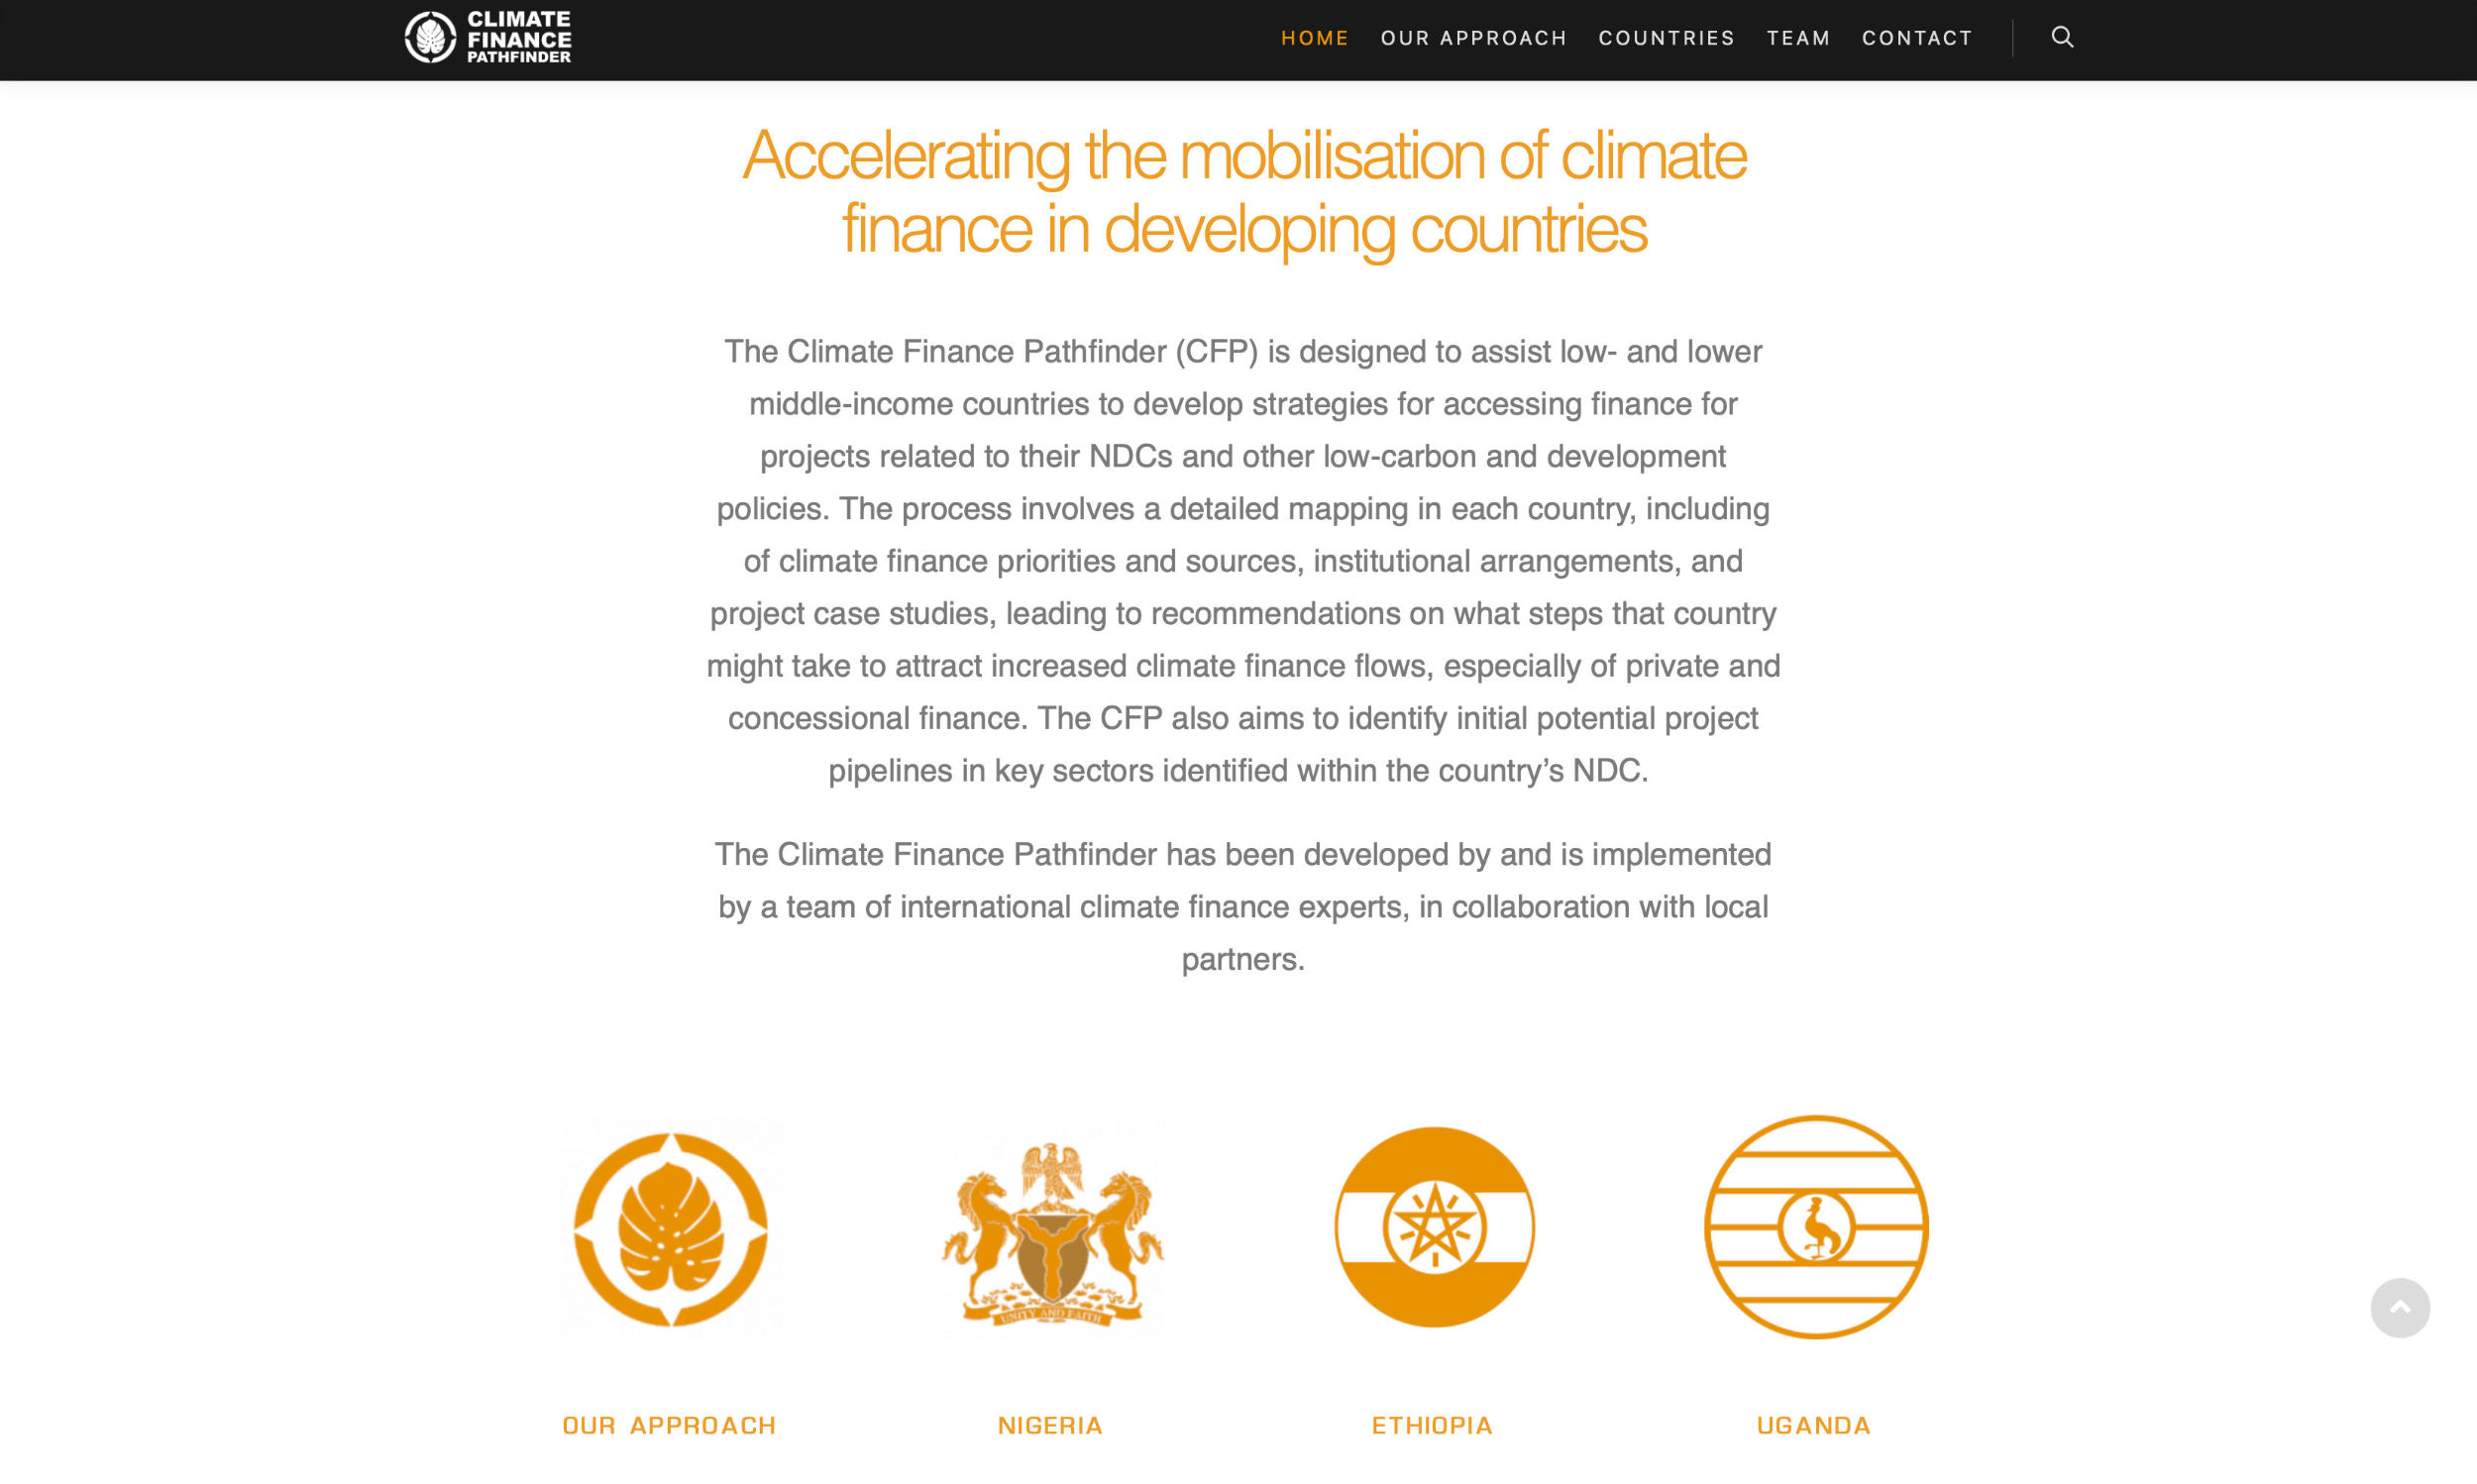 CLIMATE
FINANCE
PATHFINDER
HOME OUR APPROACH COUNTRIES TEAM CONTACT
Accelerating the mobilisation of climate
finance in developing countries
The Climate Finance Pathfinder (CFP) is designed to assist low- and lower
middle-income countries to develop strategies for accessing finance for
projects related to their NDCs and other low-carbon and development
policies. The process involves a detailed mapping in each country, including
of climate finance priorities and sources, institutional arrangements, and
project case studies, leading to recommendations on what steps that country
might take to attract increased climate finance flows, especially of private and
concessional finance. The CFP also aims to identify initial potential project
pipelines in key sectors identified within the country’s NDC.
The Climate Finance Pathfinder has been developed by and is implemented
by a team of international climate finance experts, in collaboration with local
partners.
UNITY AND FAITH
OUR APPROACH
NIGERIA
ETHIOPIA
UGANDA